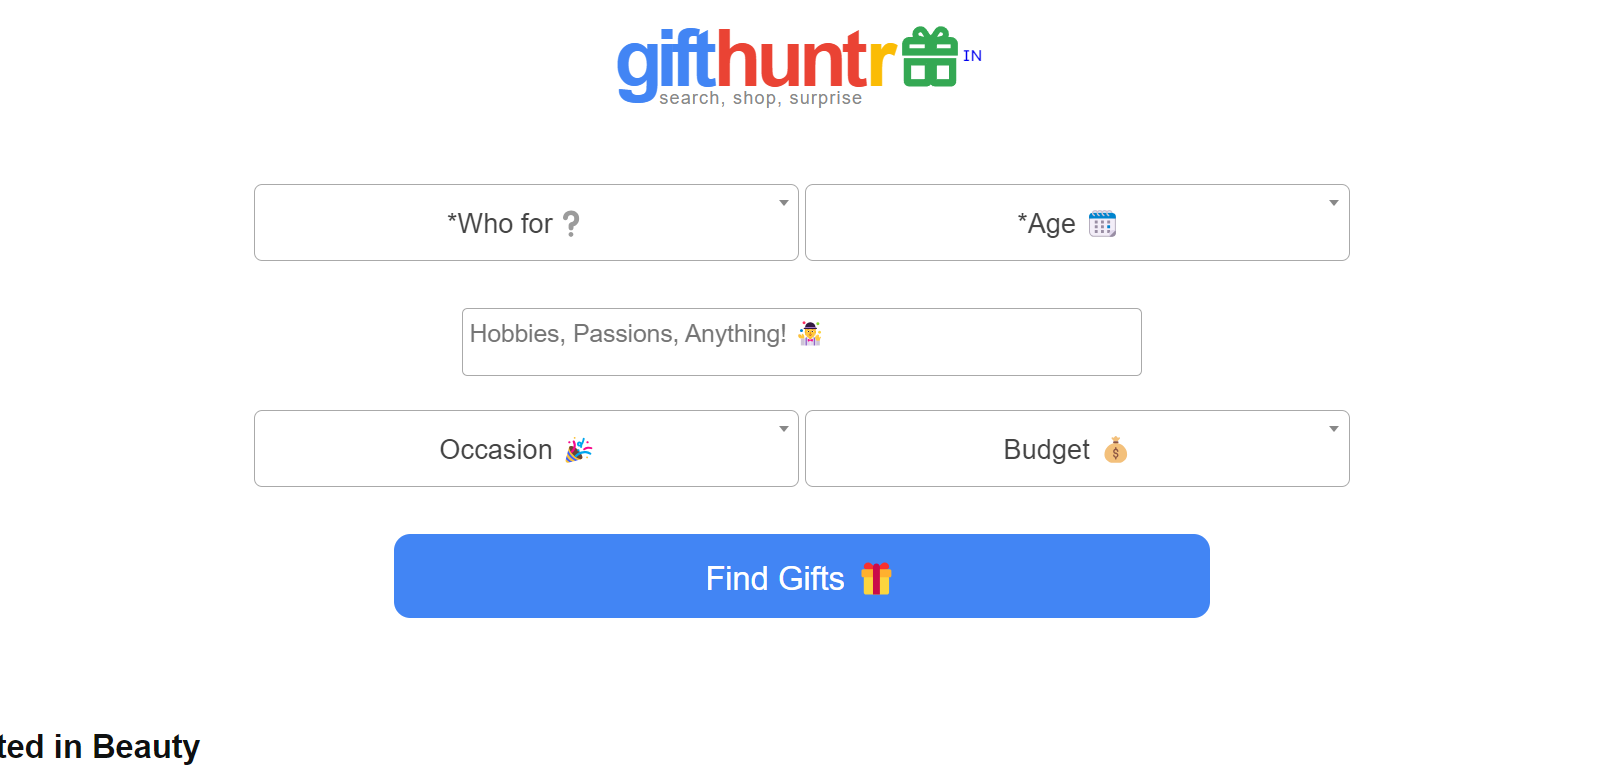 gifthuntr IN
search, shop, surprise
*Who for ❔
*Age
Hobbies, Passions, Anything!
Occasion
Budget
Find Gifts
ted in Beauty